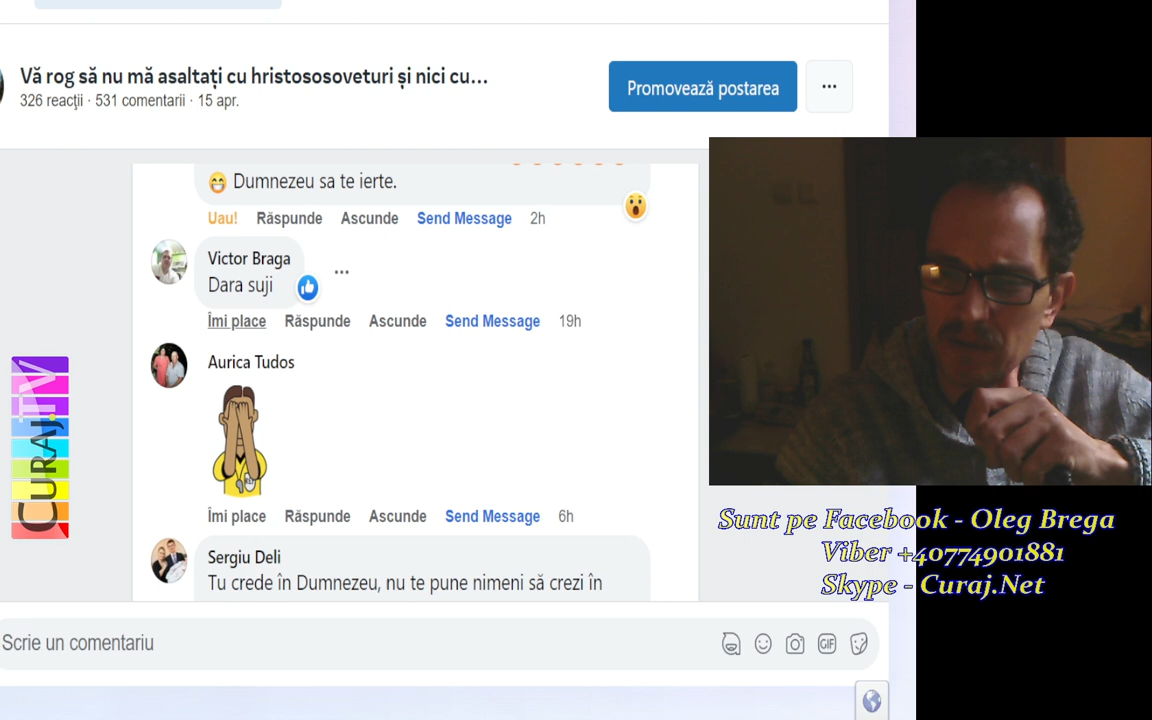 Vă rog să nu mă asaltați cu hristososoveturi și nici cu...
326 reacții · 531 comentarii · 15 apr.
Promovează postarea
😁 Dumnezeu sa te ierte.
Uau! Răspunde Ascunde Send Message 2h
Victor Braga
Dara suji
Îmi place Răspunde Ascunde Send Message 19h
Aurica Tudos
Îmi place Răspunde Ascunde Send Message 6h
Sergiu Deli
Tu crede în Dumnezeu, nu te pune nimeni să crezi în
Scrie un comentariu
GIF
CURAJ.TV
Sunt pe Facebook - Oleg Brega
Viber +40774901881
Skype - Curaj.Net